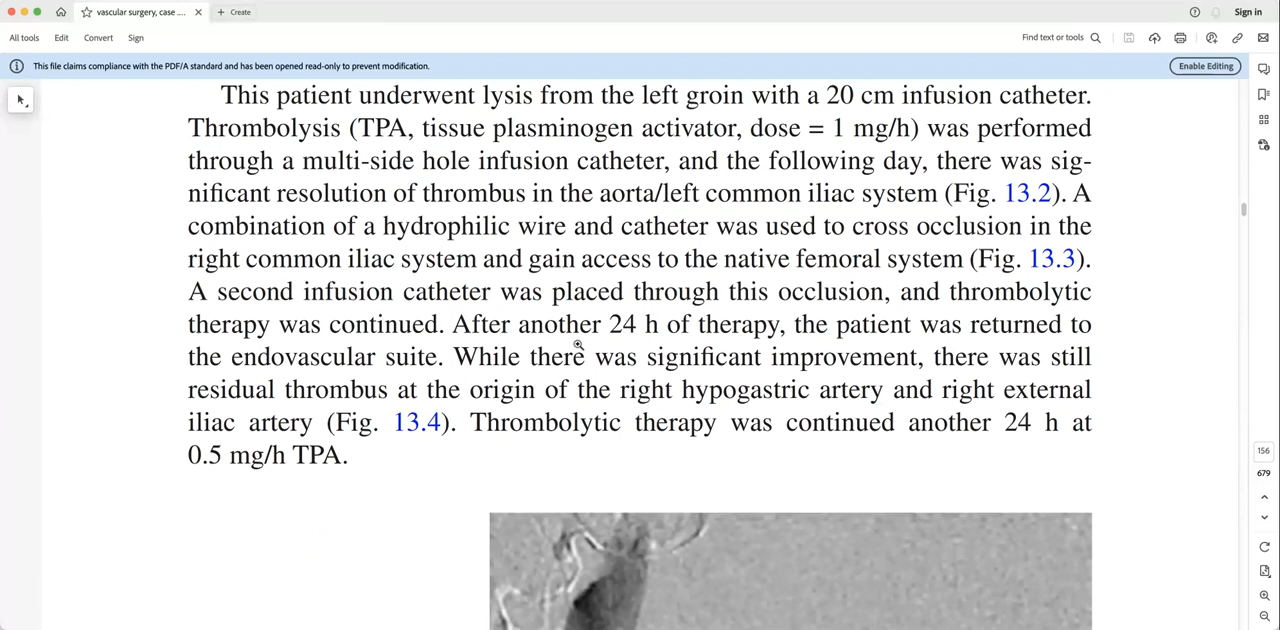 vascular surgery, case ....
Create
Sign in
All tools
Edit
Convert
Sign
Find text or tools
This file claims compliance with the PDF/A standard and has been opened read-only to prevent modification.
Enable Editing
This patient underwent lysis from the left groin with a 20 cm infusion catheter.
Thrombolysis (TPA, tissue plasminogen activator, dose = 1 mg/h) was performed
through a multi-side hole infusion catheter, and the following day, there was sig-
nificant resolution of thrombus in the aorta/left common iliac system (Fig. 13.2). A
combination of a hydrophilic wire and catheter was used to cross occlusion in the
right common iliac system and gain access to the native femoral system (Fig. 13.3).
A second infusion catheter was placed through this occlusion, and thrombolytic
therapy was continued. After another 24 h of therapy, the patient was returned to
the endovascular suite. While there was significant improvement, there was still
residual thrombus at the origin of the right hypogastric artery and right external
iliac artery (Fig. 13.4). Thrombolytic therapy was continued another 24 h at
0.5 mg/h TPA.
156
679